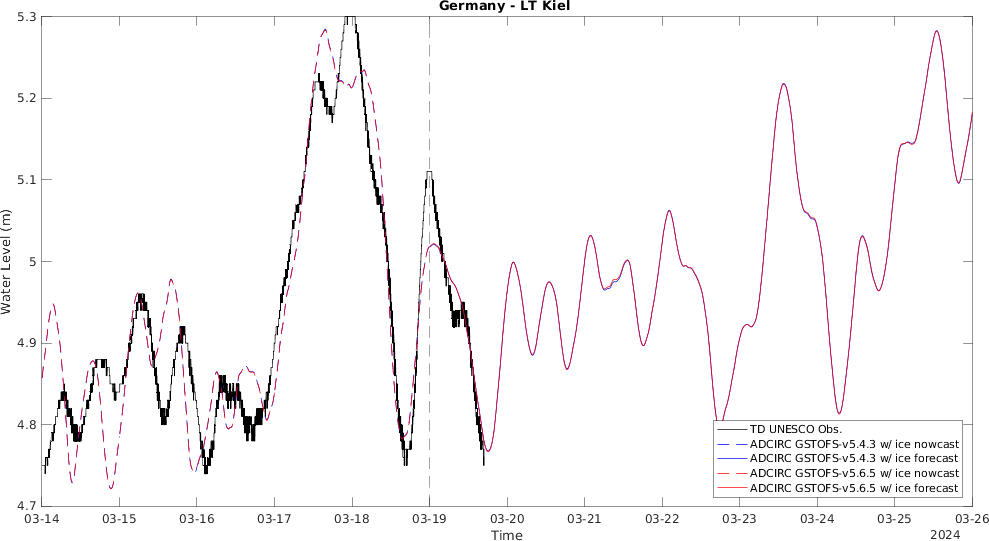 Germany - LT Kiel
Water Level (m)
5.3
5.2
5.1
5
4.9
4.8
4.7
03-14 03-15 03-16 03-17 03-18 03-19 03-20 03-21 03-22 03-23 03-24 03-25 03-26
Time
2024
TD UNESCO Obs.
ADCIRC GSTOFS-v5.4.3 w/ ice nowcast
ADCIRC GSTOFS-v5.4.3 w/ ice forecast
ADCIRC GSTOFS-v5.6.5 w/ ice nowcast
ADCIRC GSTOFS-v5.6.5 w/ ice forecast